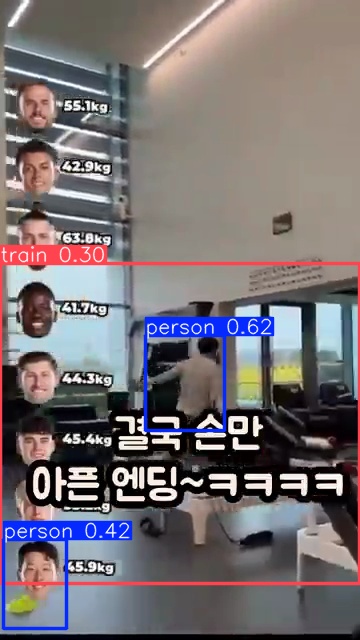 55.1kg
42.9kg
63.8kg
train 0.30
41.7kg
person 0.62
44.3kg
45.4kg
결국 손만
아픈 엔딩~ㅋㅋㅋㅋ
person 0.42
45.9kg